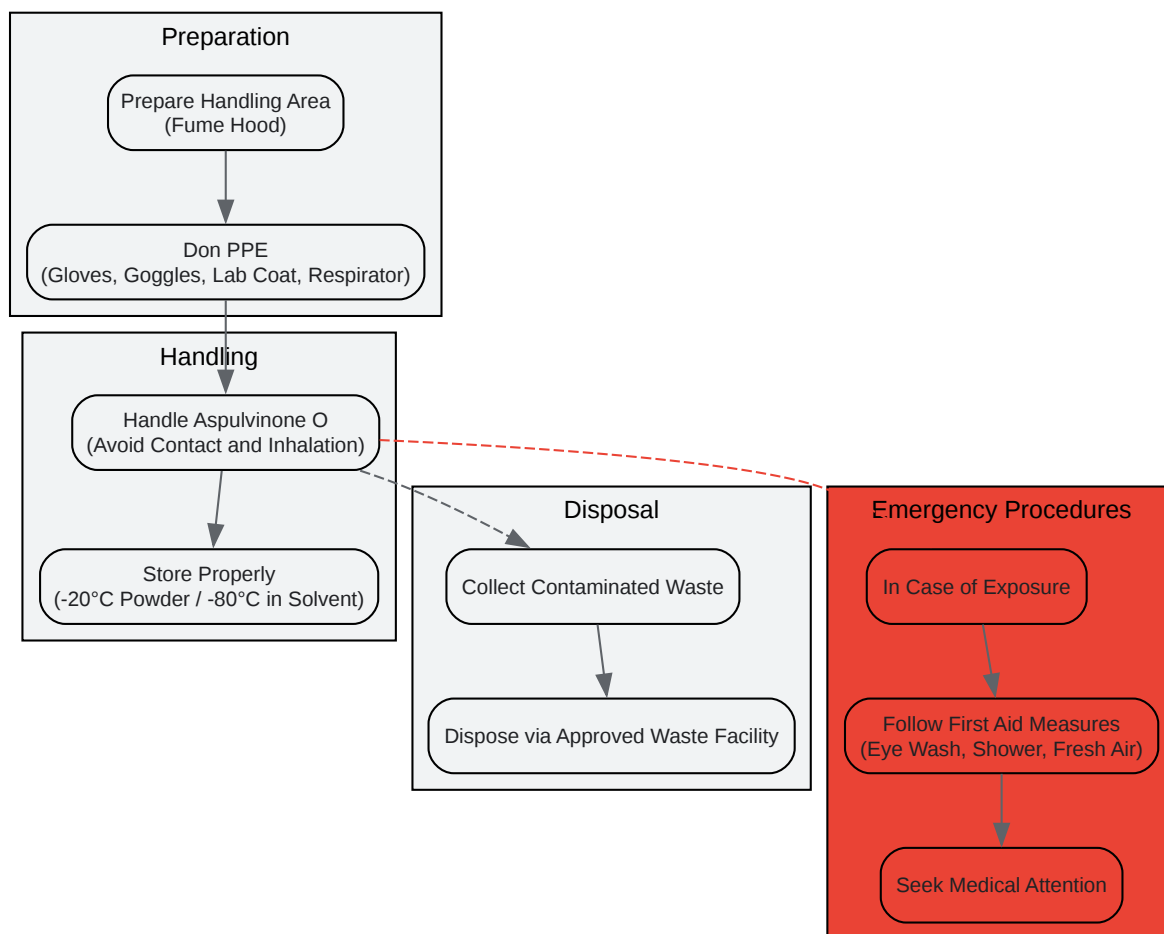 Preparation
Prepare Handling Area
(Fume Hood)
Don PPE
(Gloves, Goggles, Lab Coat, Respirator)
Handling
Handle Aspulvinone O
(Avoid Contact and Inhalation)
Store Properly
(-20°C Powder / -80°C in Solvent)
Disposal
Collect Contaminated Waste
Dispose via Approved Waste Facility
Emergency Procedures
In Case of Exposure
Follow First Aid Measures
(Eye Wash, Shower, Fresh Air)
Seek Medical Attention